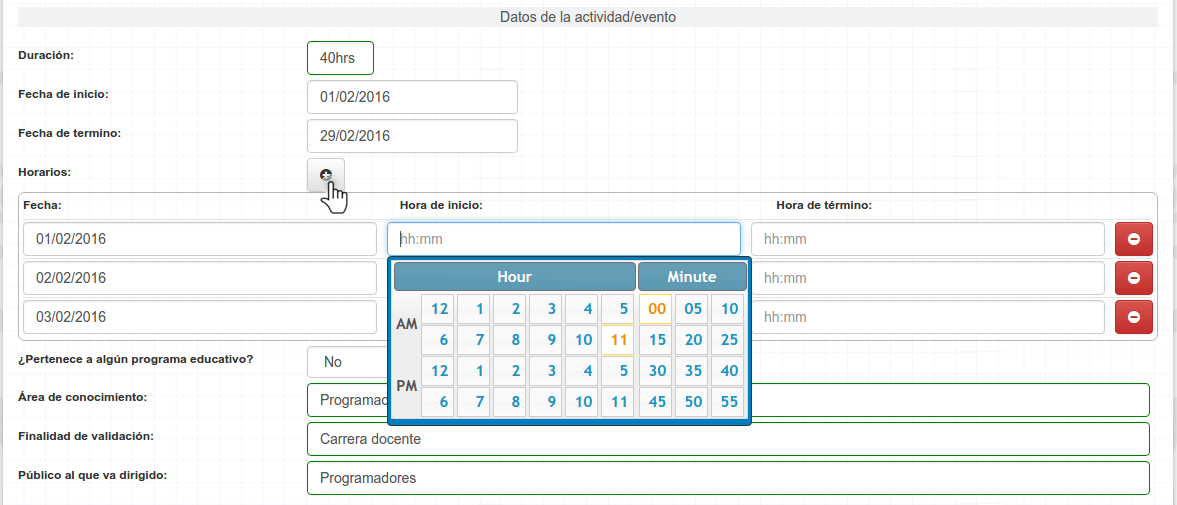 Datos de la actividad/evento
Duración: 40hrs
Fecha de inicio: 01/02/2016
Fecha de termino: 29/02/2016
Horarios:
Fecha: Hora de inicio: Hora de término:
01/02/2016 hh:mm hh:mm
02/02/2016 hh:mm
03/02/2016 hh:mm
Hour Minute
AM
12 1 2 3 4 5 00 05 10
6 7 8 9 10 11 15 20 25
PM
12 1 2 3 4 5 30 35 40
6 7 8 9 10 11 45 50 55
¿Pertenece a algún programa educativo? No
Área de conocimiento: Programac
Finalidad de validación: Carrera docente
Público al que va dirigido: Programadores